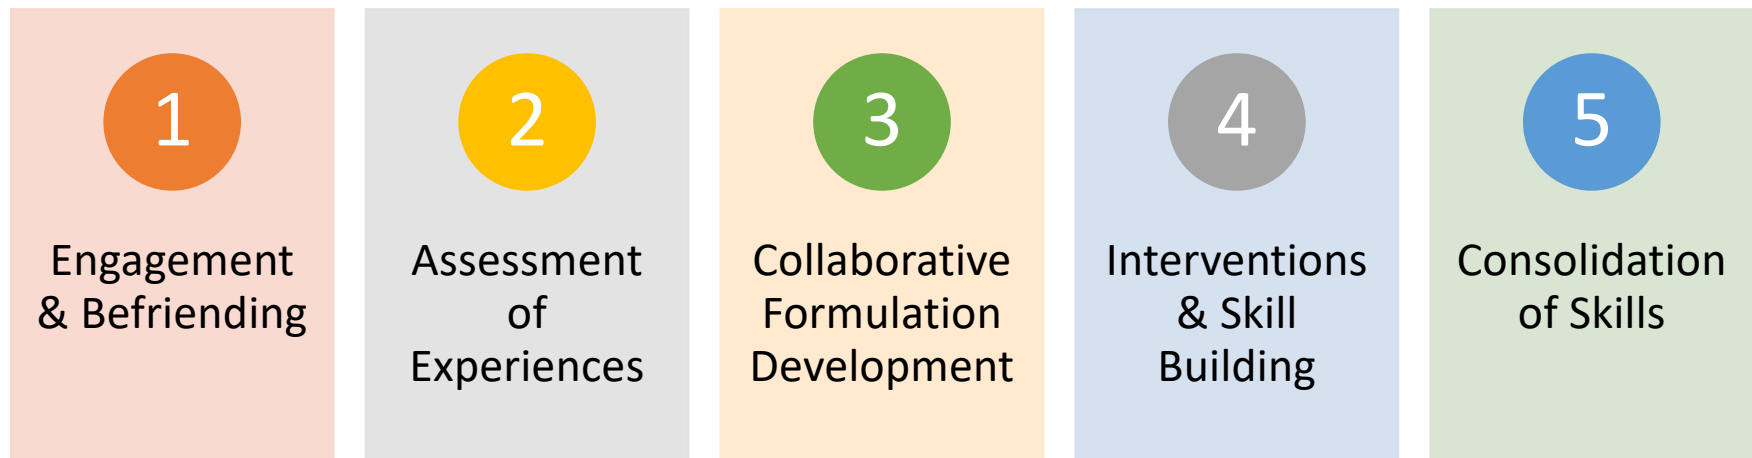 1
Engagement
& Befriending
2
Assessment
of
Experiences
3
Collaborative
Formulation
Development
4
Interventions
& Skill
Building
5
Consolidation
of Skills